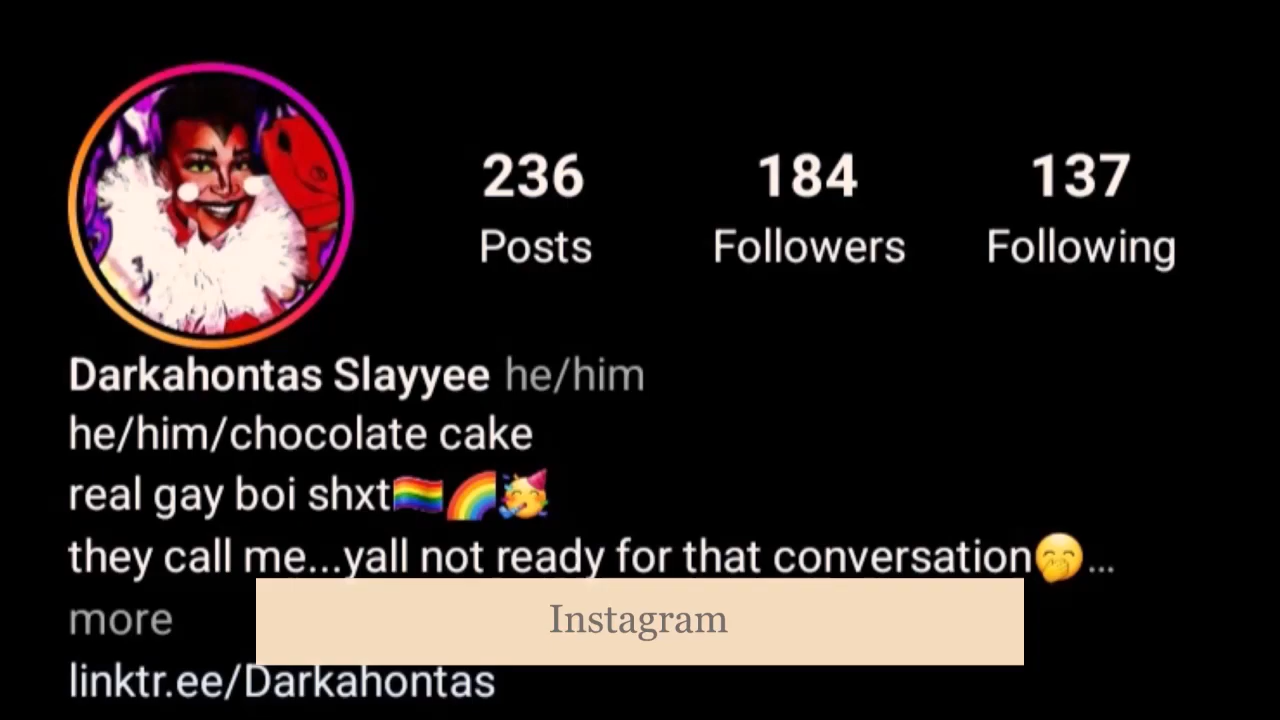 236 184 137
Posts Followers Following
Darkahontas Slayyee he/him
he/him/chocolate cake
real gay boi shxt🏳️‍🌈🌈🥳
they call me...yall not ready for that conversation🤭...
more
Instagram
linktr.ee/Darkahontas